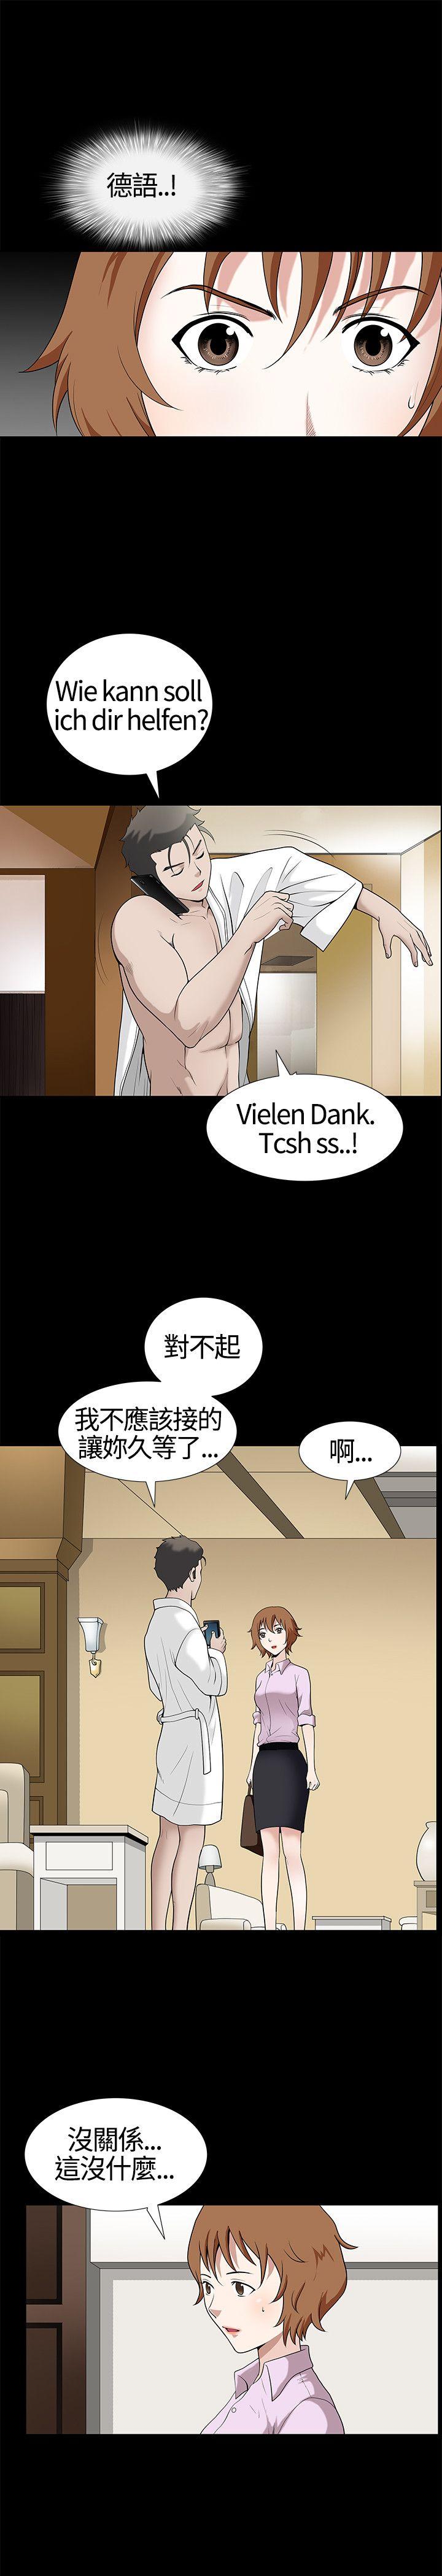 德語..!
Wie kann soll
ich dir helfen?
Vielen Dank.
Tcsh ss..!
對不起
我不應該接的
讓妳久等了...
啊...
沒關係...
這沒什麼...